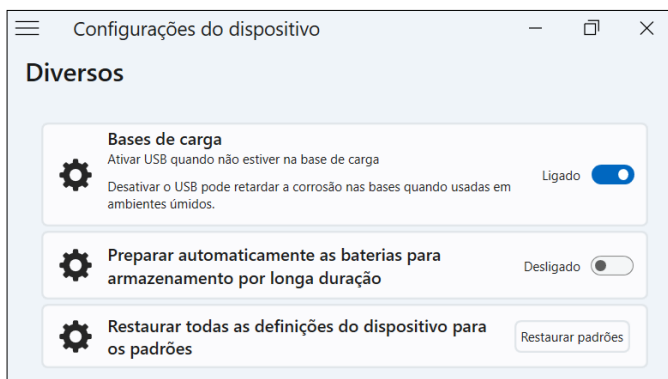 Configurações do dispositivo
Diversos
Bases de carga
Ativar USB quando não estiver na base de carga
Desativar o USB pode retardar a corrosão nas bases quando usadas em
ambientes úmidos.
Ligado
Preparar automaticamente as baterias para
armazenamento por longa duração
Desligado
Restaurar todas as definições do dispositivo para
os padrões
Restaurar padrões